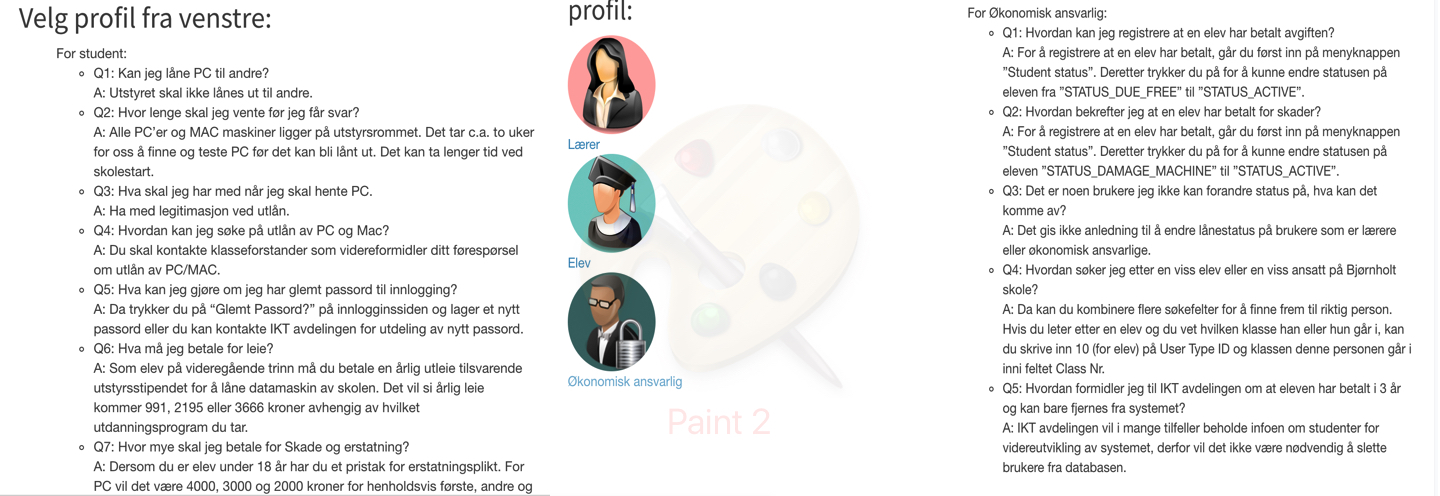 Velg profil fra venstre:
For student:
Q1: Kan jeg låne PC til andre?
A: Utstyret skal ikke lånes ut til andre.
Q2: Hvor lenge skal jeg vente før jeg får svar?
A: Alle PC’er og MAC maskiner ligger på utstyrsrommet. Det tar c.a. to uker
for oss å finne og teste PC før det kan bli lånt ut. Det kan ta lenger tid ved
skolestart.
Q3: Hva skal jeg har med når jeg skal hente PC.
A: Ha med legitimasjon ved utlån.
Q4: Hvordan kan jeg søke på utlån av PC og Mac?
A: Du skal kontakte klasseforstander som videreformidler ditt førespørsel
om utlån av PC/MAC.
Q5: Hva kan jeg gjøre om jeg har glemt passord til innlogging?
A: Da trykker du på “Glemt Passord?” på innlogginssiden og lager et nytt
passord eller du kan kontakte IKT avdelingen for utdeling av nytt passord.
Q6: Hva må jeg betale for leie?
A: Som elev på videregående trinn må du betale en årlig utleie tilsvarande
utstyrsstipendet for å låne datamaskin av skolen. Det vil si årlig leie
kommer 991, 2195 eller 3666 kroner avhengig av hvilket
utdanningsprogram du tar.
Q7: Hvor mye skal jeg betale for Skade og erstatning?
A: Dersom du er elev under 18 år har du et pristak for erstatningsplikt. For
PC vil det være 4000, 3000 og 2000 kroner for henholdsvis første, andre og
profil:
Lærer
Elev
Økonomisk ansvarlig
Paint 2
For Økonomisk ansvarlig:
Q1: Hvordan kan jeg registrere at en elev har betalt avgiften?
A: For å registrere at en elev har betalt, går du først inn på menyknappen
”Student status”. Deretter trykker du på for å kunne endre statusen på
eleven fra ”STATUS_DUE_FREE” til ”STATUS_ACTIVE”.
Q2: Hvordan bekrefter jeg at en elev har betalt for skader?
A: For å registrere at en elev har betalt, går du først inn på menyknappen
”Student status”. Deretter trykker du på for å kunne endre statusen på
eleven ”STATUS_DAMAGE_MACHINE” til ”STATUS_ACTIVE”.
Q3: Det er noen brukere jeg ikke kan forandre status på, hva kan det
komme av?
A: Det gis ikke anledning til å endre lånestatus på brukere som er lærere
eller økonomisk ansvarlige.
Q4: Hvordan søker jeg etter en viss elev eller en viss ansatt på Bjørnholt
skole?
A: Da kan du kombinere flere søkefelter for å finne frem til riktig person.
Hvis du leter etter en elev og du vet hvilken klasse han eller hun går i, kan
du skrive inn 10 (for elev) på User Type ID og klassen denne personen går i
inni feltet Class Nr.
Q5: Hvordan formidler jeg til IKT avdelingen om at eleven har betalt i 3 år
og kan bare fjernes fra systemet?
A: IKT avdelingen vil i mange tilfeller beholde infoen om studenter for
videreutvikling av systemet, derfor vil det ikke være nødvendig å slette
brukere fra databasen.